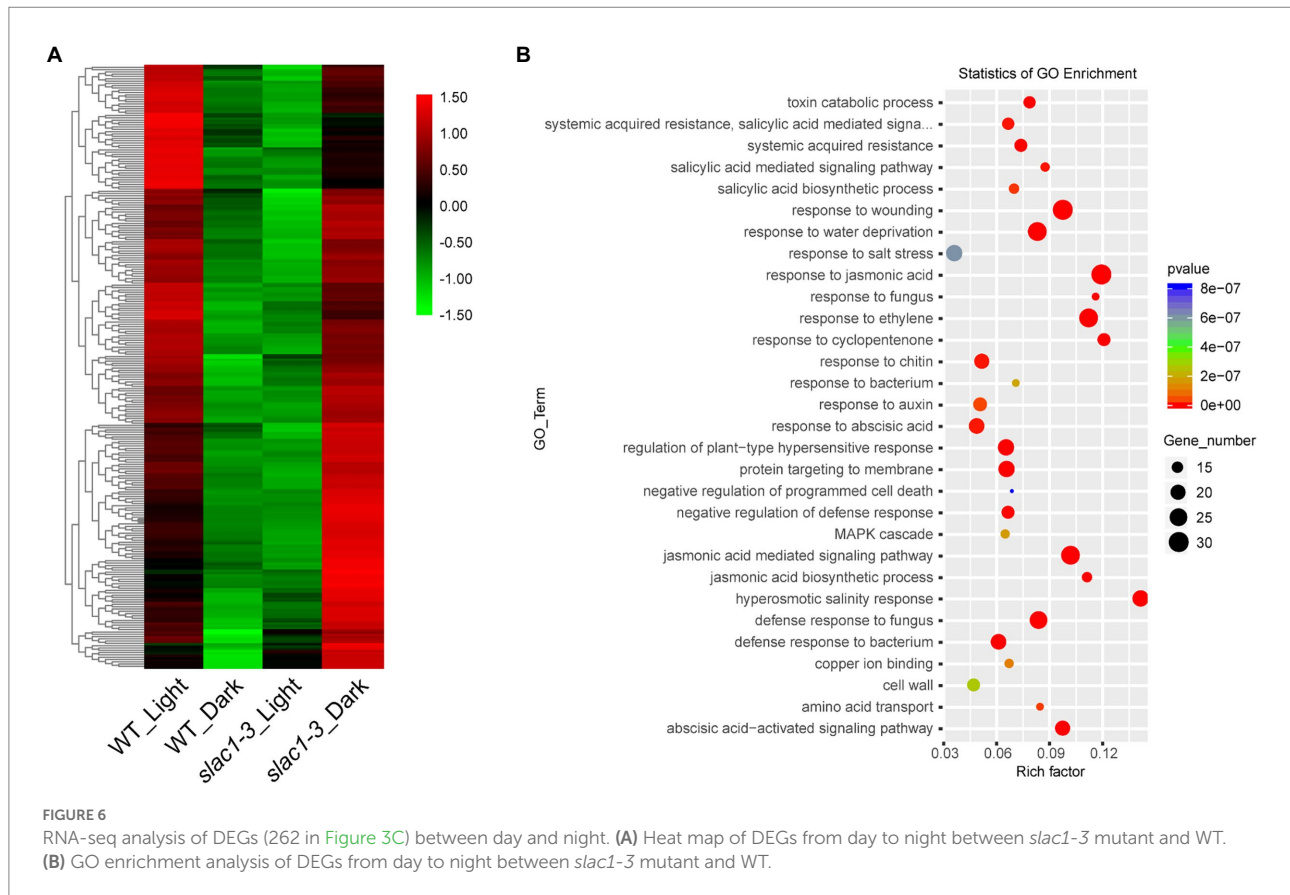 A
1.50
1.00
0.50
0.00
-0.50
-1.00
-1.50
WT_Light
WT_Dark
slac1-3_Light
slac1-3_Dark
B
Statistics of GO Enrichment
GO_Term
toxin catabolic process
systemic acquired resistance, salicylic acid mediated signa...
systemic acquired resistance
salicylic acid mediated signaling pathway
salicylic acid biosynthetic process
response to wounding
response to water deprivation
response to salt stress
response to jasmonic acid
response to fungus
response to ethylene
response to cyclopentenone
response to chitin
response to bacterium
response to auxin
response to abscisic acid
regulation of plant−type hypersensitive response
protein targeting to membrane
negative regulation of programmed cell death
negative regulation of defense response
MAPK cascade
jasmonic acid mediated signaling pathway
jasmonic acid biosynthetic process
hyperosmotic salinity response
defense response to fungus
defense response to bacterium
copper ion binding
cell wall
amino acid transport
abscisic acid−activated signaling pathway
0.03 0.06 0.09 0.12
Rich factor
pvalue
8e−07
6e−07
4e−07
2e−07
0e+00
Gene_number
15
20
25
30
FIGURE 6
RNA-seq analysis of DEGs (262 in Figure 3C) between day and night. (A) Heat map of DEGs from day to night between slac1-3 mutant and WT.
(B) GO enrichment analysis of DEGs from day to night between slac1-3 mutant and WT.